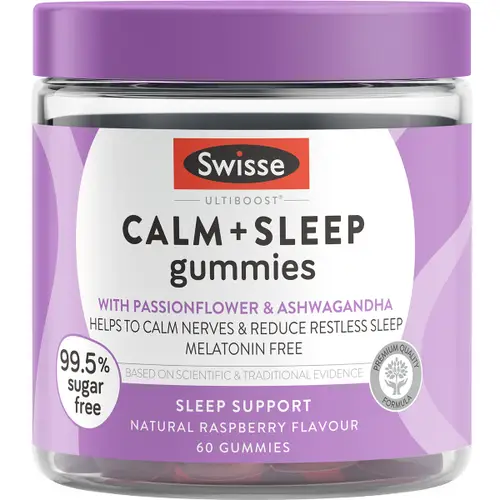 Swisse
ULTIBOOST®
CALM + SLEEP
gummies
WITH PASSIONFLOWER & ASHWAGANDHA
HELPS TO CALM NERVES & REDUCE RESTLESS SLEEP
MELATONIN FREE
BASED ON SCIENTIFIC & TRADITIONAL EVIDENCE
99.5%
sugar
free
PREMIUM QUALITY
FORMULA
SLEEP SUPPORT
NATURAL RASPBERRY FLAVOUR
60 GUMMIES